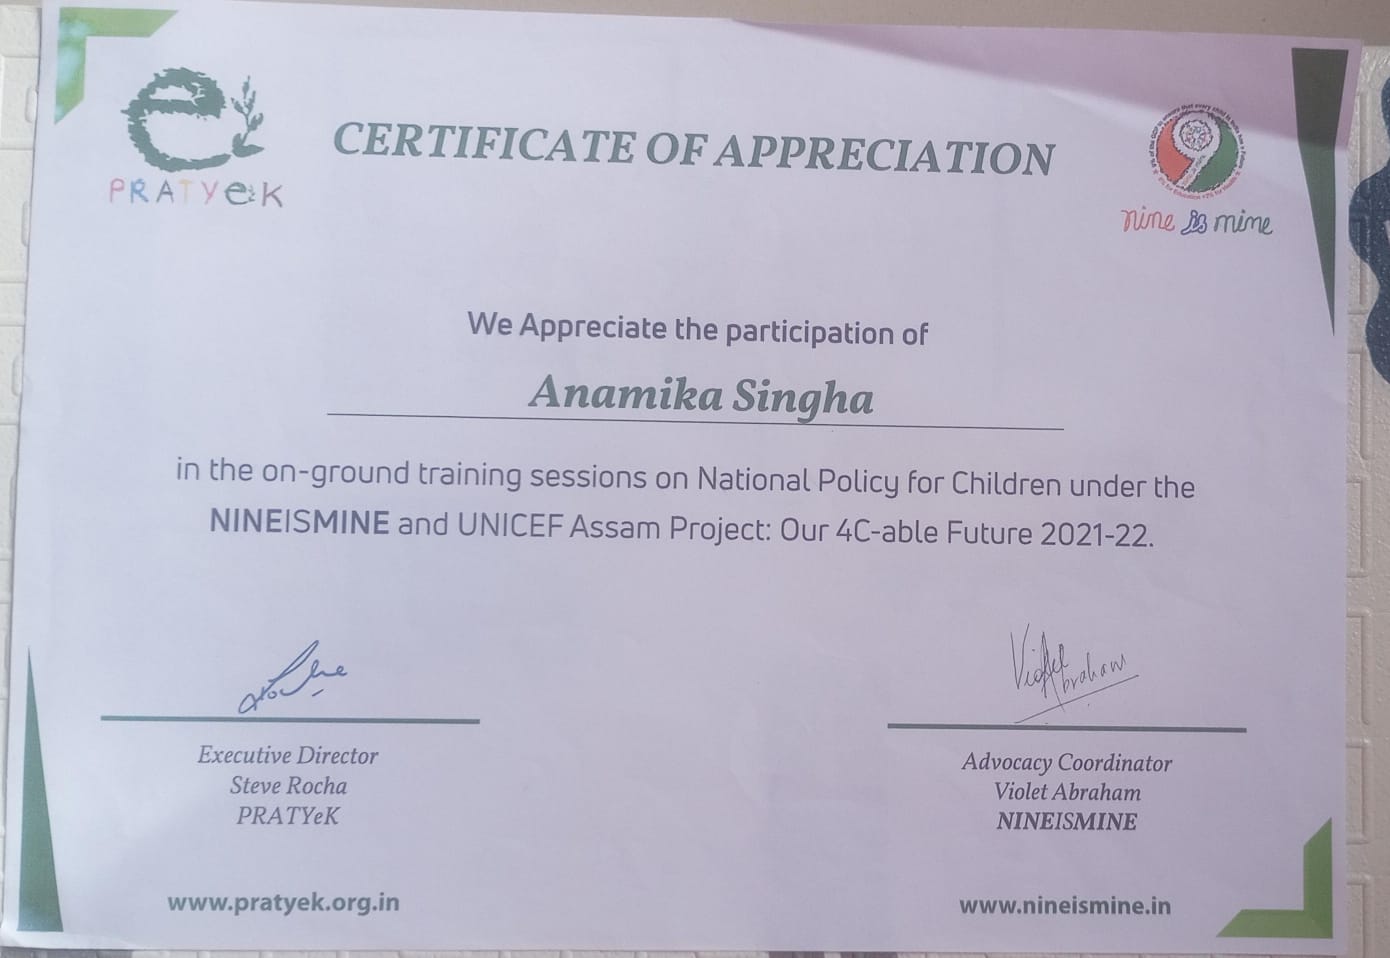 PRATYeK
CERTIFICATE OF APPRECIATION
nine is mine
We Appreciate the participation of
Anamika Singha
in the on-ground training sessions on National Policy for Children under the
NINEISMINE and UNICEF Assam Project: Our 4C-able Future 2021-22.
Violet Abraham
Executive Director
Steve Rocha
PRATYeK
Advocacy Coordinator
Violet Abraham
NINEISMINE
www.pratyek.org.in
www.nineismine.in